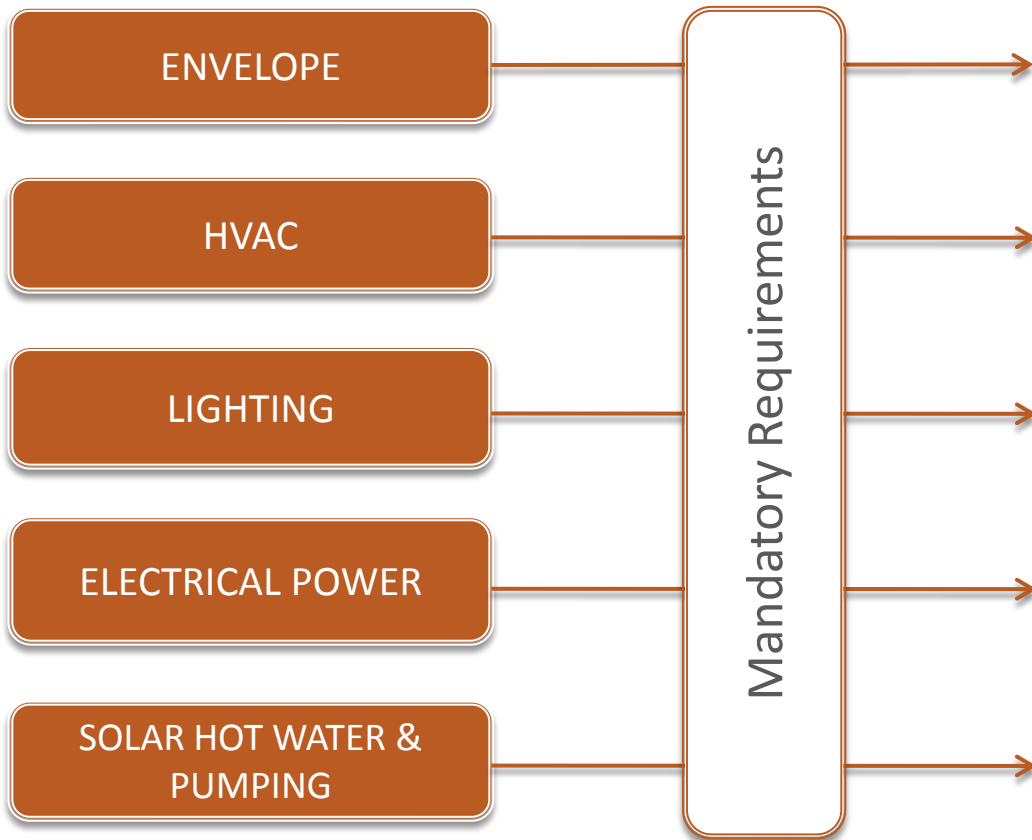 ENVELOPE
HVAC
LIGHTING
ELECTRICAL POWER
SOLAR HOT WATER &
PUMPING
Mandatory Requirements